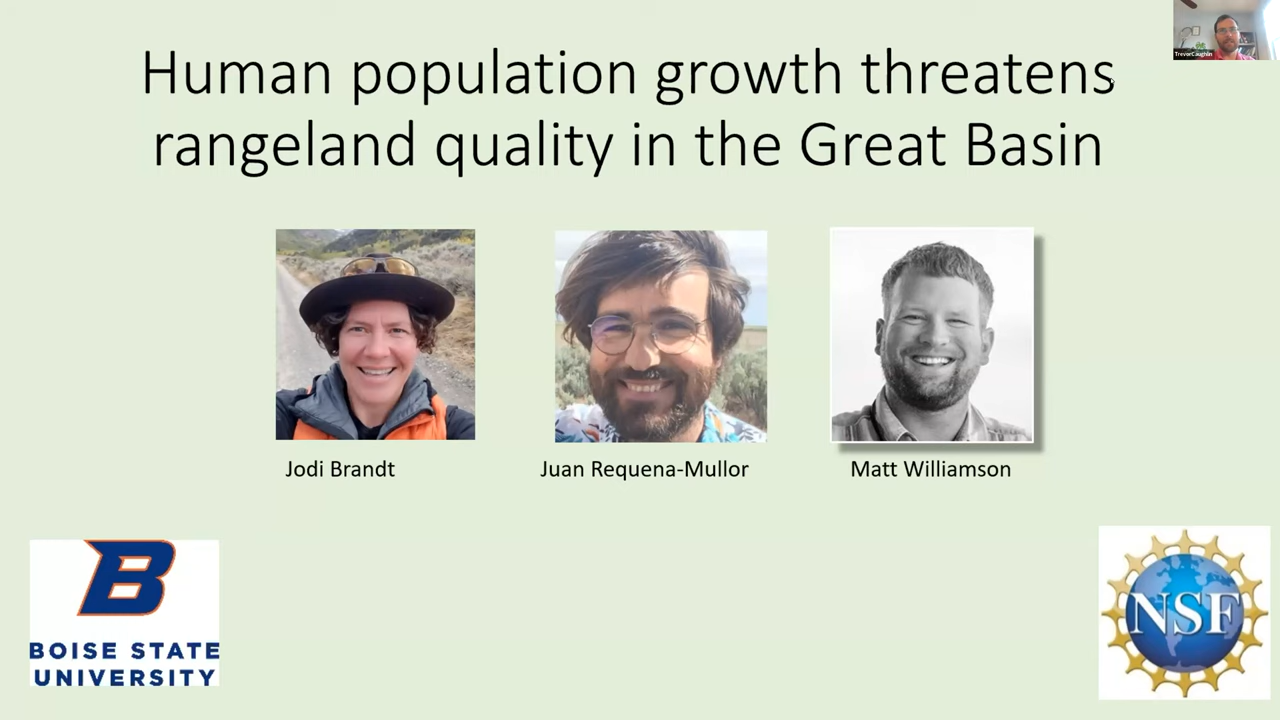 TrevorCaughlin
Human population growth threatens
rangeland quality in the Great Basin
Jodi Brandt
Juan Requena-Mullor
Matt Williamson
B
BOISE STATE
UNIVERSITY
NSF